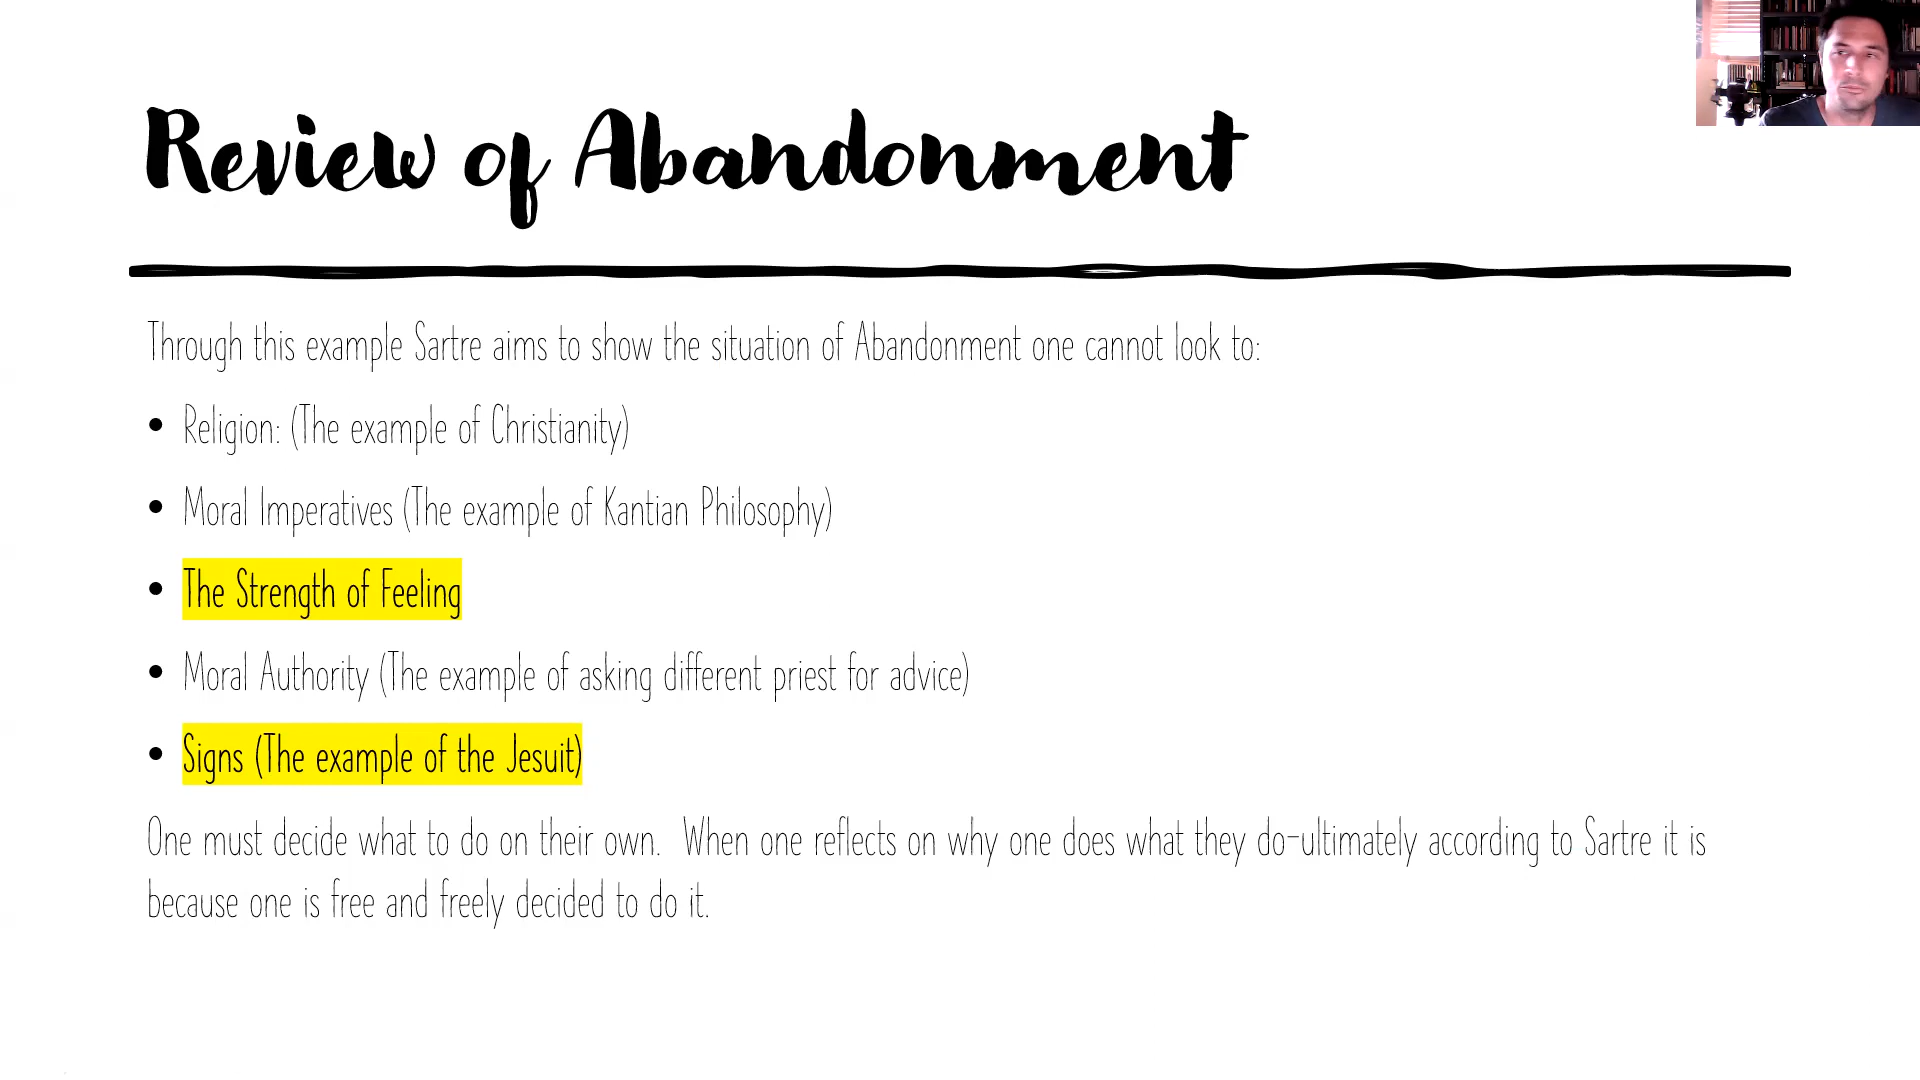 Review of Abandonment
Through this example Sartre aims to show the situation of Abandonment one cannot look to:
• Religion: (The example of Christianity)
• Moral Imperatives (The example of Kantian Philosophy)
• The Strength of Feeling
• Moral Authority (The example of asking different priest for advice)
• Signs (The example of the Jesuit)
One must decide what to do on their own.  When one reflects on why one does what they do-ultimately according to Sartre it is
because one is free and freely decided to do it.